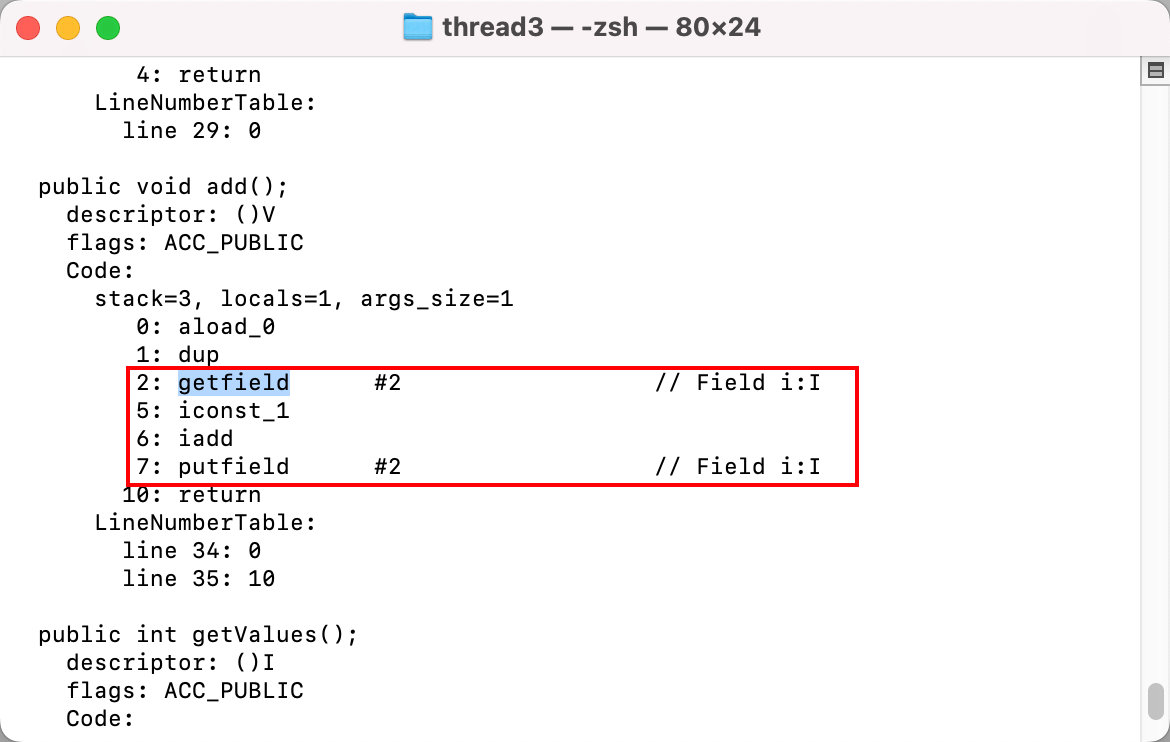 thread3 — -zsh — 80×24
4: return
LineNumberTable:
line 29: 0
public void add();
descriptor: ()V
flags: ACC_PUBLIC
Code:
stack=3, locals=1, args_size=1
0: aload_0
1: dup
2: getfield #2 // Field i:I
5: iconst_1
6: iadd
7: putfield #2 // Field i:I
10: return
LineNumberTable:
line 34: 0
line 35: 10
public int getValues();
descriptor: ()I
flags: ACC_PUBLIC
Code: